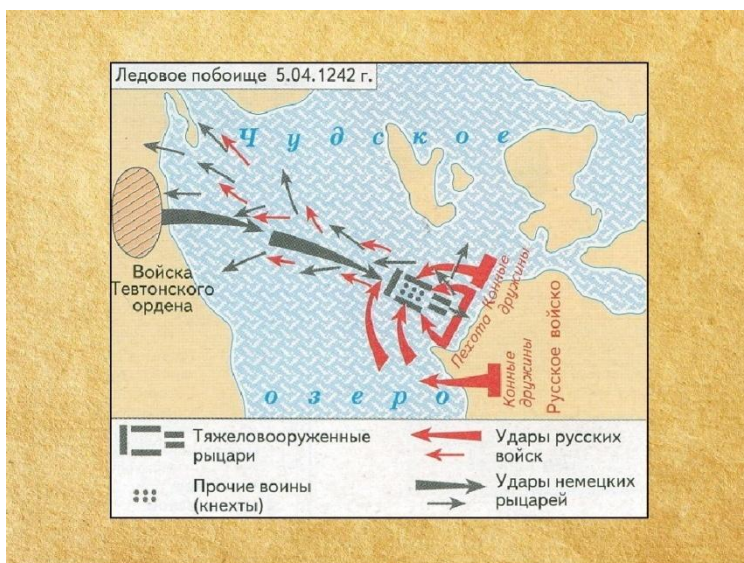 Ледовое побоище 5.04.1242 г.
Чудское
Войска
Тевтонского
ордена
Пехота
Конные
дружины
Конные
дружины
Русское войско
озеро
Тяжеловооруженные
рыцари
Прочие воины
(кнехты)
Удары русских
войск
Удары немецких
рыцарей